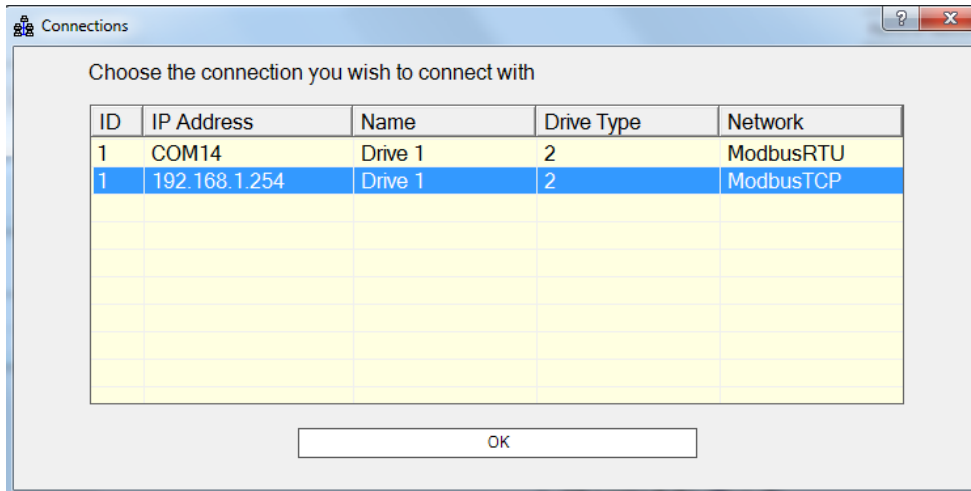 Connections
Choose the connection you wish to connect with
ID IP Address Name Drive Type Network
1 COM14 Drive 1 2 ModbusRTU
1 192.168.1.254 Drive 1 2 ModbusTCP
OK